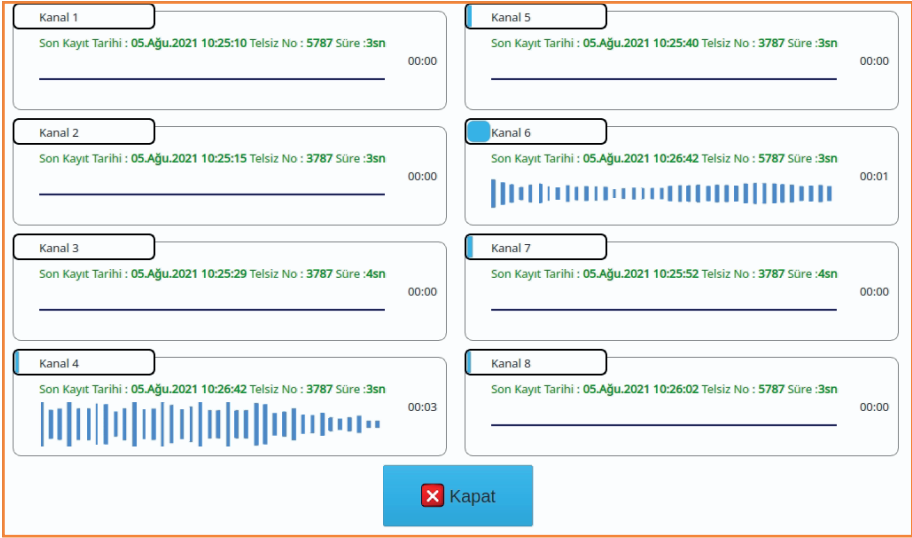 Kanal 1
Son Kayıt Tarihi : 05.Ağu.2021 10:25:10 Telsiz No : 5787 Süre :3sn
00:00
Kanal 2
Son Kayıt Tarihi : 05.Ağu.2021 10:25:15 Telsiz No : 3787 Süre :3sn
00:00
Kanal 3
Son Kayıt Tarihi : 05.Ağu.2021 10:25:29 Telsiz No : 3787 Süre :4sn
00:00
Kanal 4
Son Kayıt Tarihi : 05.Ağu.2021 10:26:42 Telsiz No : 3787 Süre :3sn
00:03
Kanal 5
Son Kayıt Tarihi : 05.Ağu.2021 10:25:40 Telsiz No : 3787 Süre :3sn
00:00
Kanal 6
Son Kayıt Tarihi : 05.Ağu.2021 10:26:42 Telsiz No : 5787 Süre :3sn
00:01
Kanal 7
Son Kayıt Tarihi : 05.Ağu.2021 10:25:52 Telsiz No : 3787 Süre :4sn
00:00
Kanal 8
Son Kayıt Tarihi : 05.Ağu.2021 10:26:02 Telsiz No : 5787 Süre :3sn
00:00
Kapat